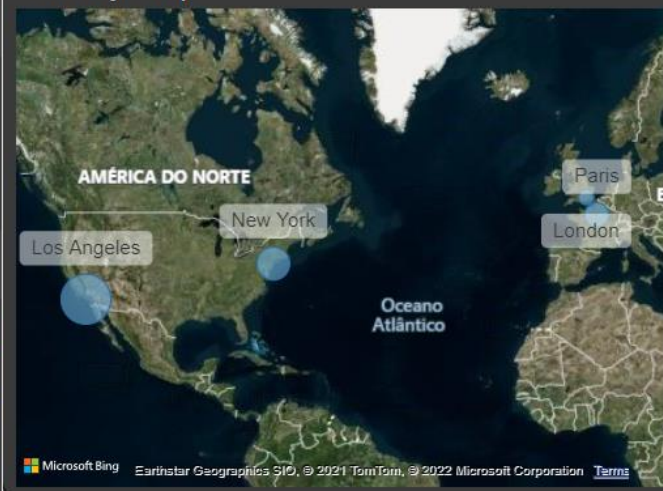 Paris
AMÉRICA DO NORTE
E
New York
London
Los Angeles
Oceano
Atlântico
Microsoft Bing
Earthstar Geographics SIO, © 2021 TomTom, © 2022 Microsoft Corporation Terms